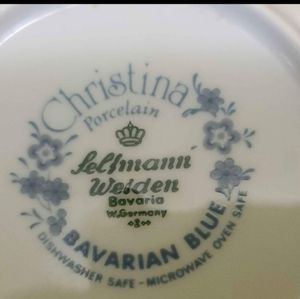 Christina
Porcelain
Seltmann
Weiden
Bavaria
W.Germany
BAVARIAN BLUE
DISHWASHER SAFE - MICROWAVE OVEN SAFE